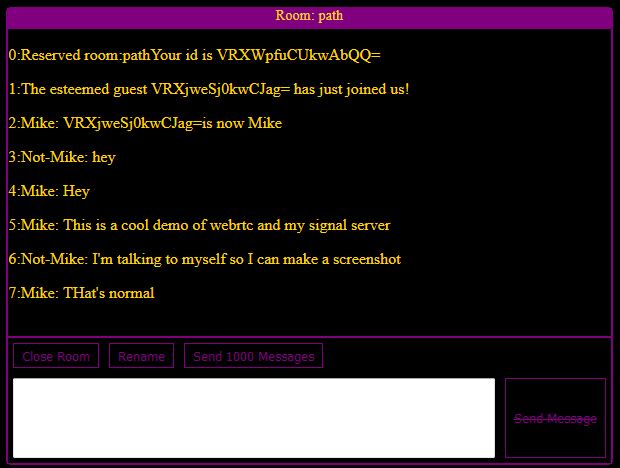 Room: path
0:Reserved room:pathYour id is VRXWpfuCUkwAbQQ=
1:The esteemed guest VRXjweSj0kwCJag= has just joined us!
2:Mike: VRXjweSj0kwCJag=is now Mike
3:Not-Mike: hey
4:Mike: Hey
5:Mike: This is a cool demo of webrtc and my signal server
6:Not-Mike: I'm talking to myself so I can make a screenshot
7:Mike: THat's normal
Close Room Rename Send 1000 Messages
Send Message